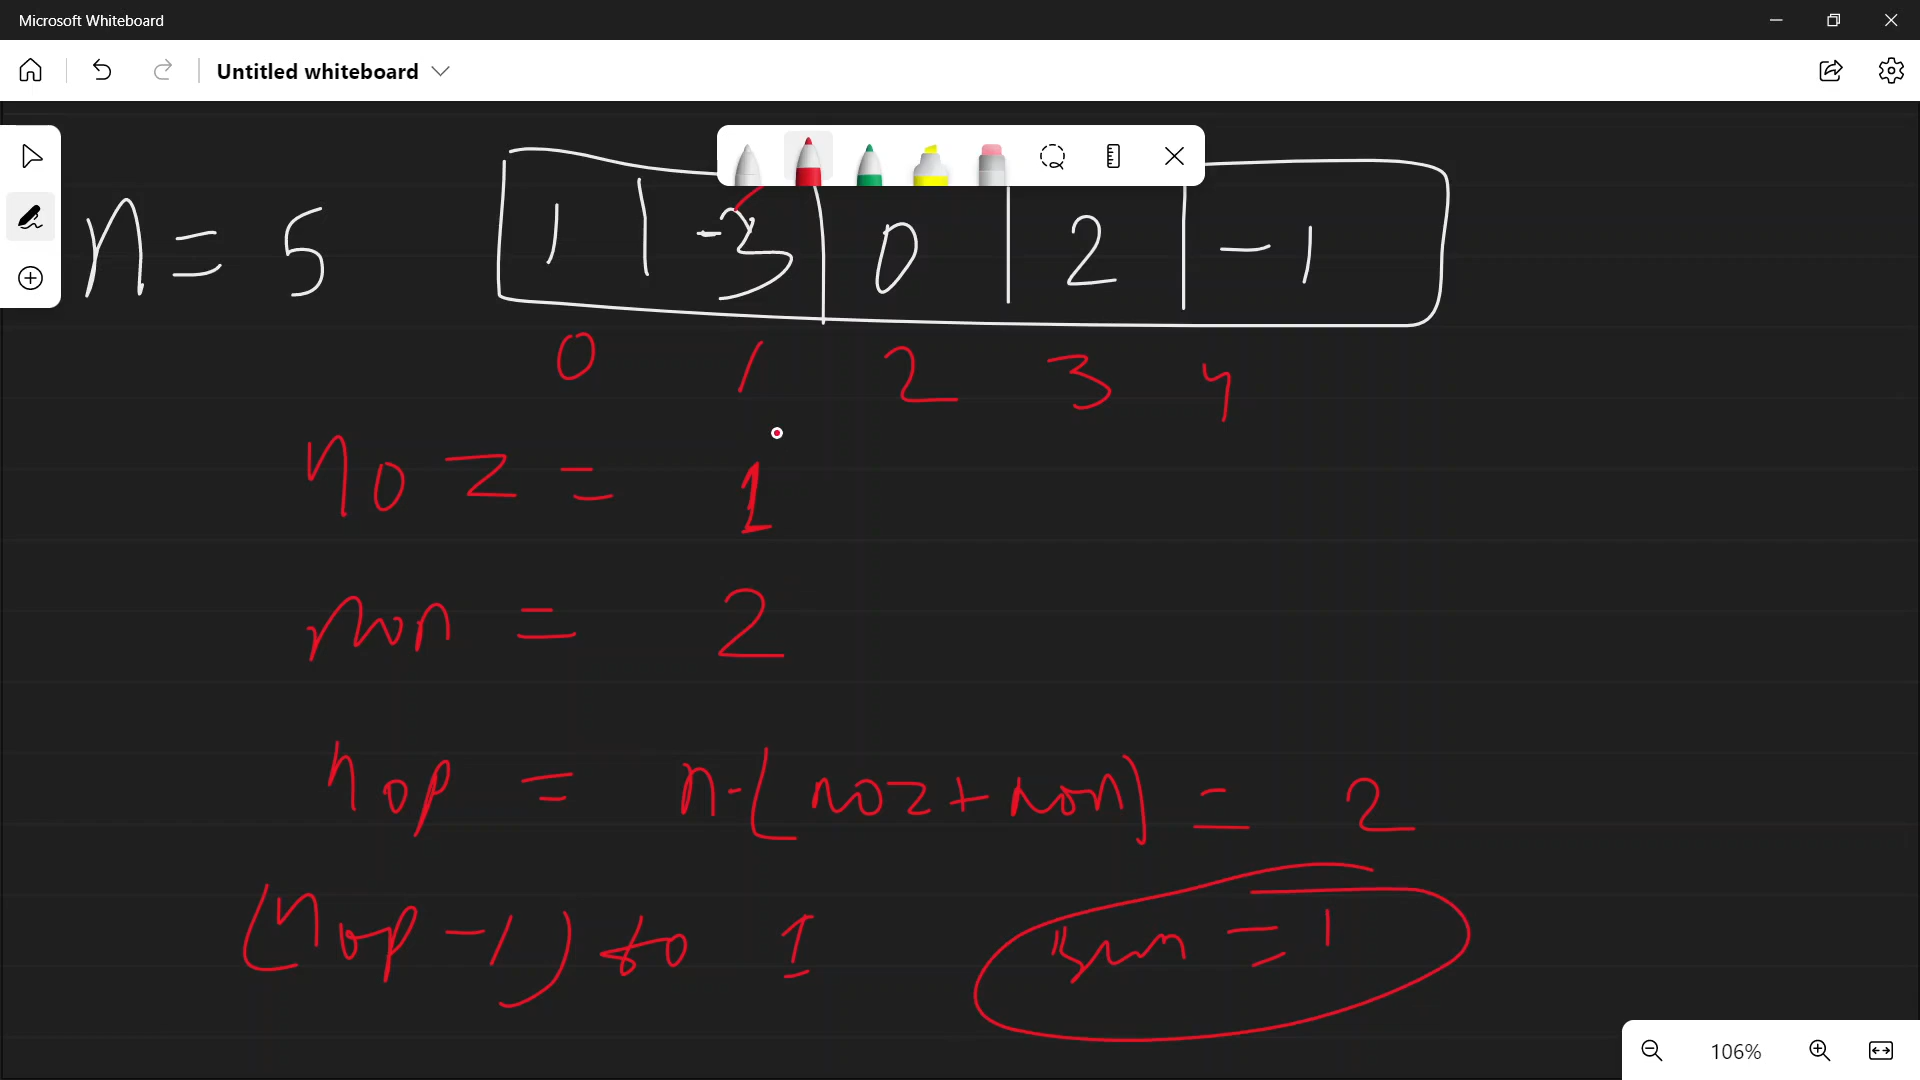 Microsoft Whiteboard
Untitled whiteboard
n = 5
1 | -3 | 0 | 2 | -1
0 1 2 3 4
noz = 1
non = 2
nop = n-(noz+non) = 2
(nop-1) to 1
sum = 1
106%